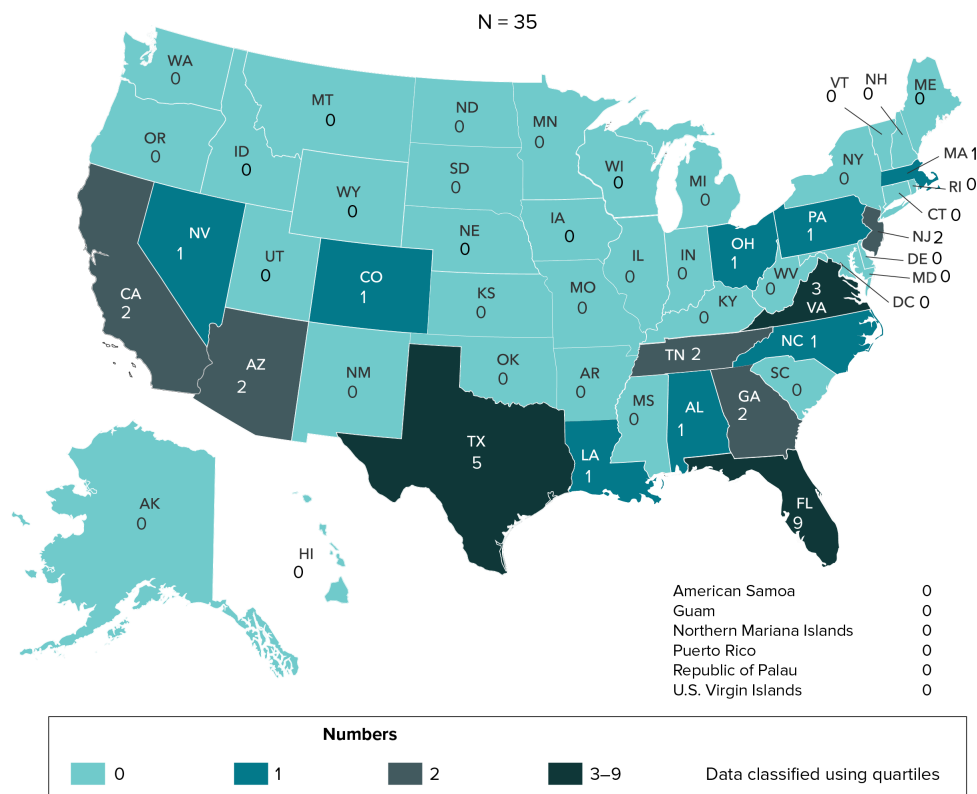 N = 35
WA
0
MT
0
ND
0
MN
0
VT
0
NH
0
ME
0
OR
0
ID
0
SD
0
WI
0
MI
0
NY
0
MA 1
RI 0
CT 0
WY
0
IA
0
NE
0
PA
1
NJ 2
NV
1
UT
0
CO
1
IL
0
IN
0
OH
1
WV
0
DE 0
MD 0
DC 0
CA
2
KS
0
MO
0
KY
0
3
VA
AZ
2
NM
0
OK
0
AR
0
TN 2
NC 1
SC
0
MS
0
AL
1
GA
2
TX
5
LA
1
FL
9
AK
0
HI
0
American Samoa 0
Guam 0
Northern Mariana Islands 0
Puerto Rico 0
Republic of Palau 0
U.S. Virgin Islands 0
Numbers
0 1 2 3–9 Data classified using quartiles